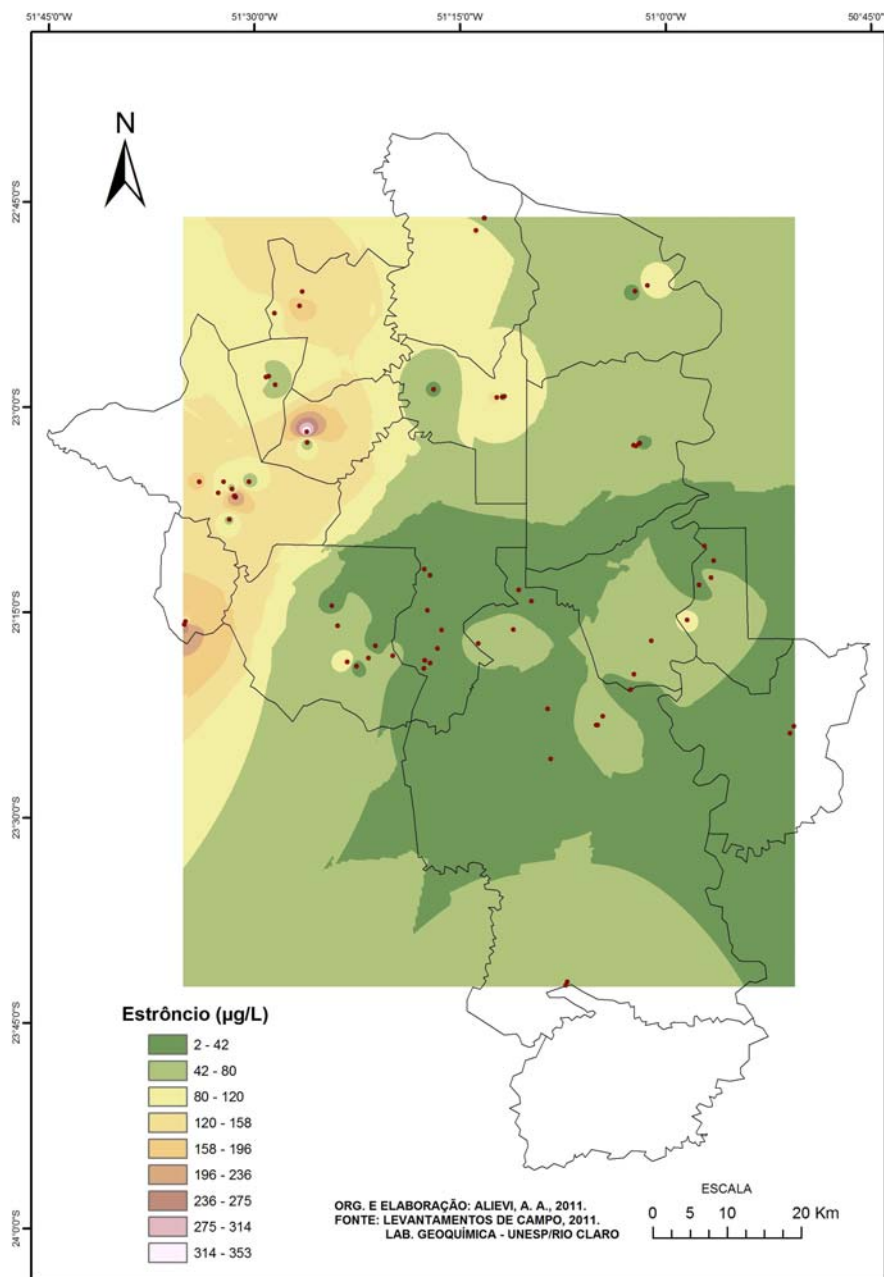 51°45'0"W 51°30'0"W 51°15'0"W 51°0'0"W 50°45'0"W
N
22°45'0"S
23°0'0"S
23°15'0"S
23°30'0"S
23°45'0"S
24°0'0"S
Estrôncio (µg/L)
2 - 42
42 - 80
80 - 120
120 - 158
158 - 196
196 - 236
236 - 275
275 - 314
314 - 353
ORG. E ELABORAÇÃO: ALIEVI, A. A., 2011.
FONTE: LEVANTAMENTOS DE CAMPO, 2011.
LAB. GEOQUÍMICA - UNESP/RIO CLARO
ESCALA
0 5 10 20 Km